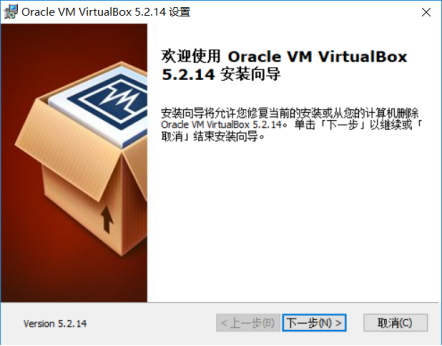 Oracle VM VirtualBox 5.2.14 设置
欢迎使用 Oracle VM VirtualBox
5.2.14 安装向导
安装向导将允许您修复当前的安装或从您的计算机删除
Oracle VM VirtualBox 5.2.14。 单击「下一步」以继续或「
取消」结束安装向导。
Version 5.2.14
< 上一步(B)
下一步(N) >
取消(C)